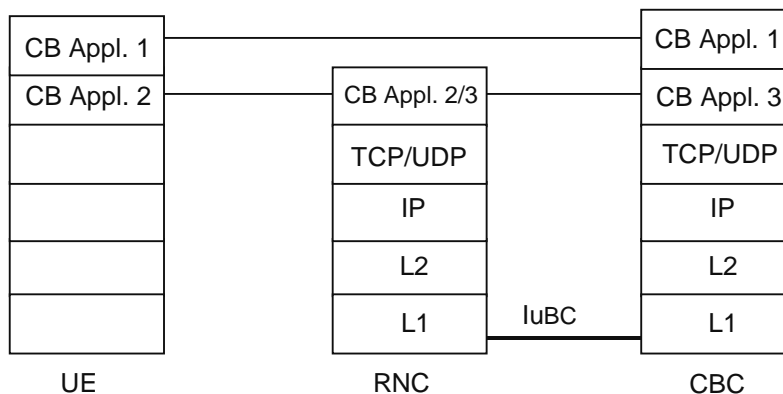 CB Appl. 1
CB Appl. 1
CB Appl. 2
CB Appl. 2/3
CB Appl. 3
TCP/UDP
TCP/UDP
IP
IP
L2
L2
L1
IuBC
L1
UE
RNC
CBC